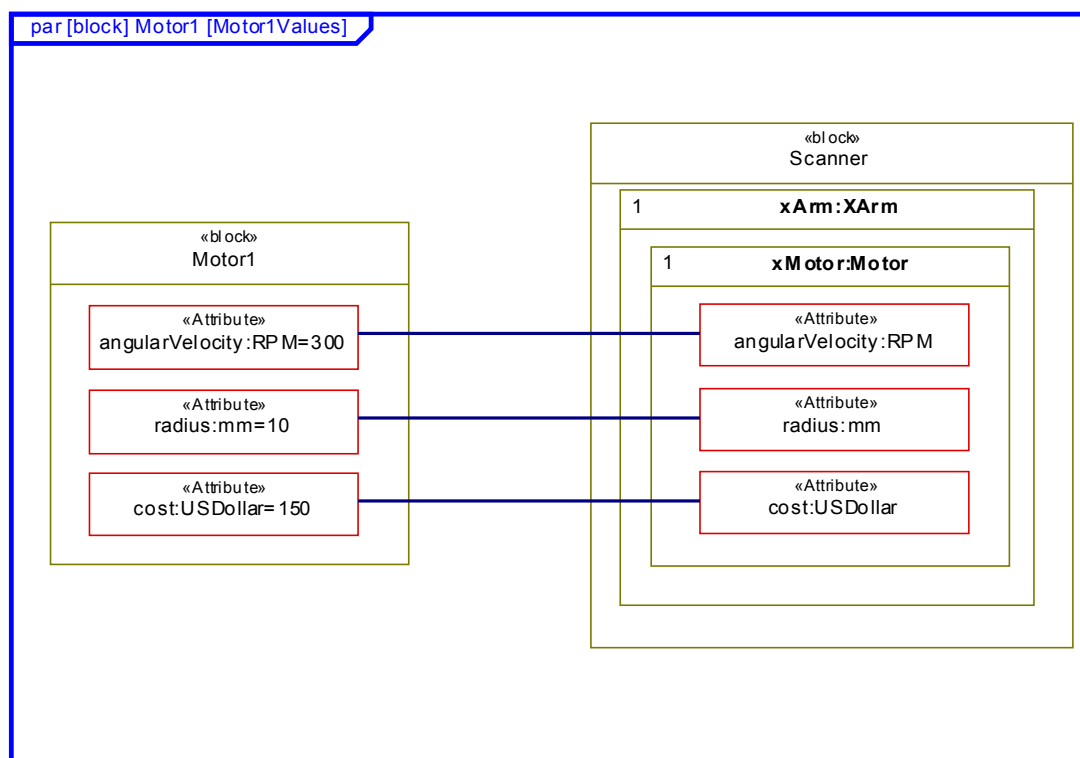 par [block] Motor1 [Motor1Values]
«block»
Motor1
«Attribute»
angularVelocity:RPM=300
«Attribute»
radius:mm=10
«Attribute»
cost:USDollar=150
«block»
Scanner
1 xArm:XArm
1 xMotor:Motor
«Attribute»
angularVelocity:RPM
«Attribute»
radius:mm
«Attribute»
cost:USDollar